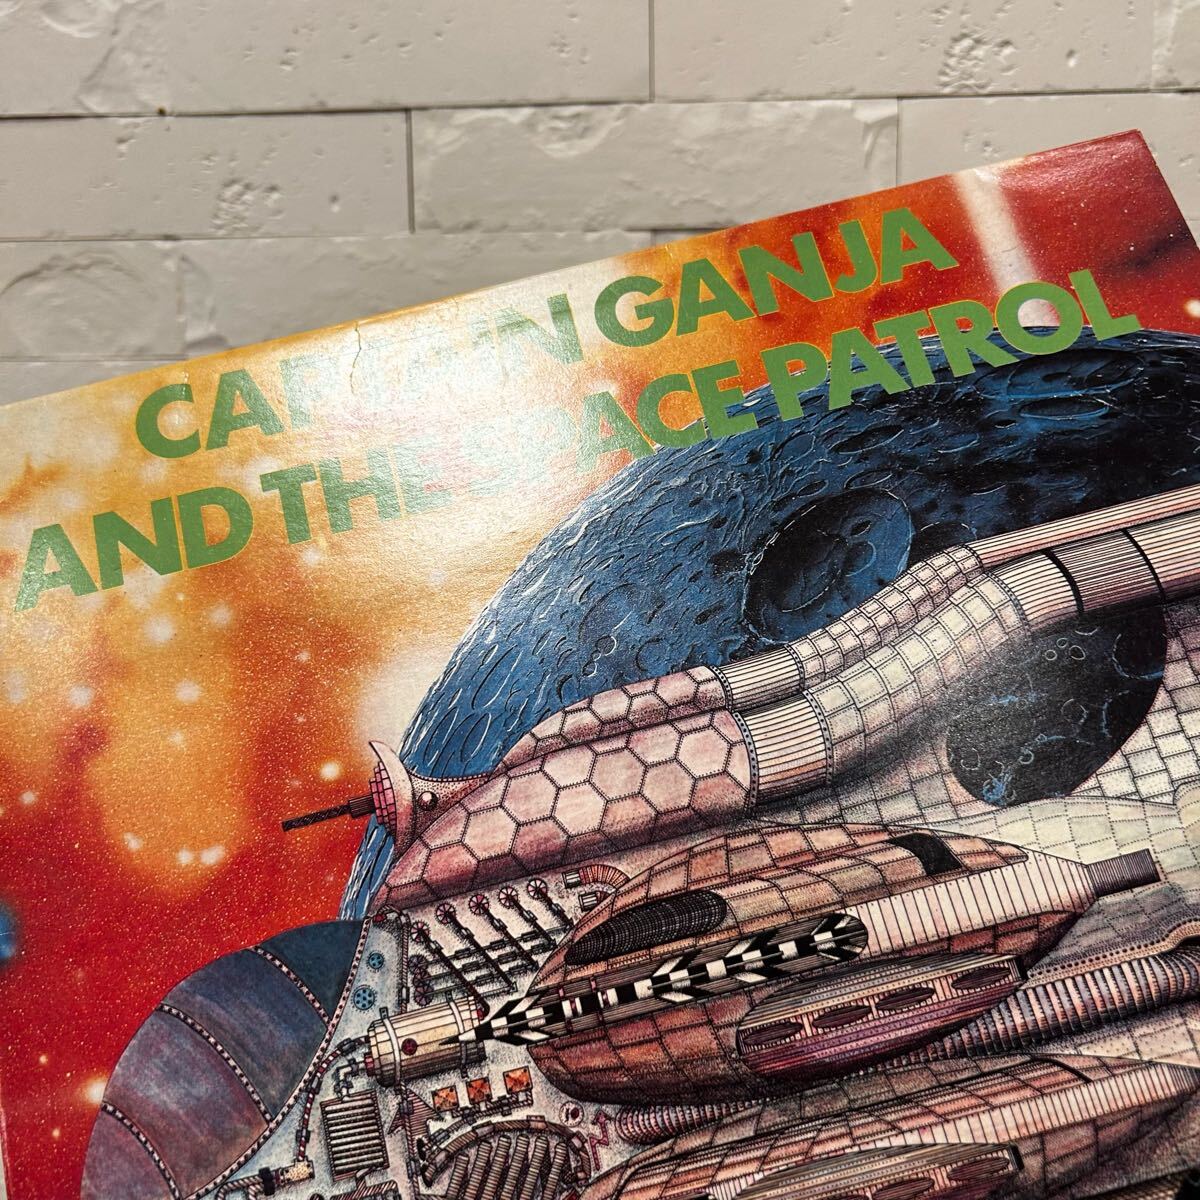 CAPTAIN GANJA
AND THE SPACE PATROL